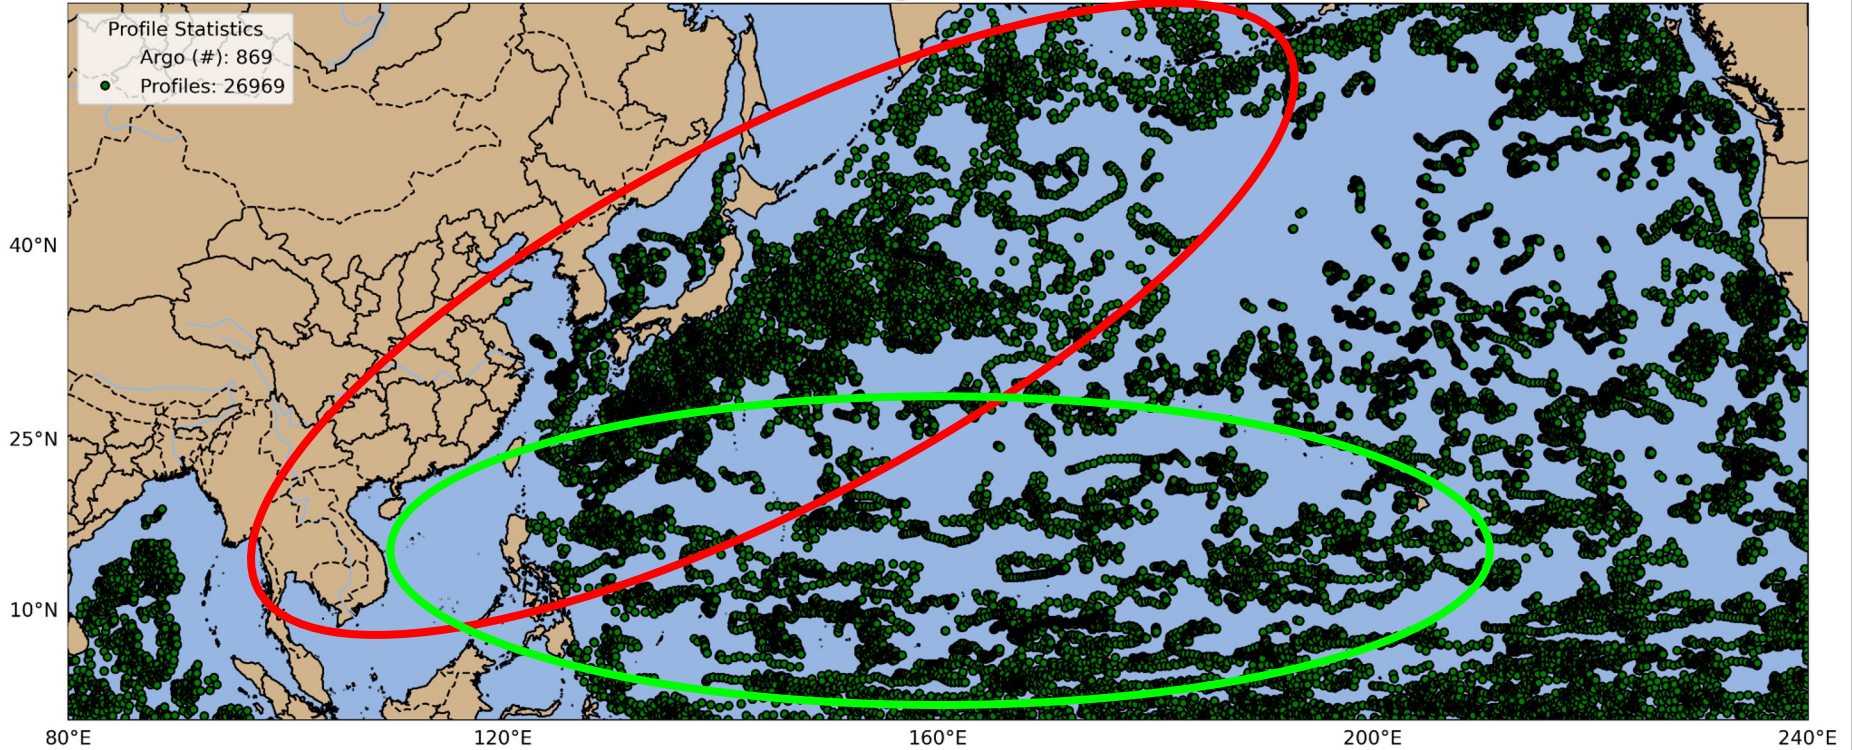 Profile Statistics
Argo (#): 869
Profiles: 26969
40°N
25°N
10°N
80°E
120°E
160°E
200°E
240°E